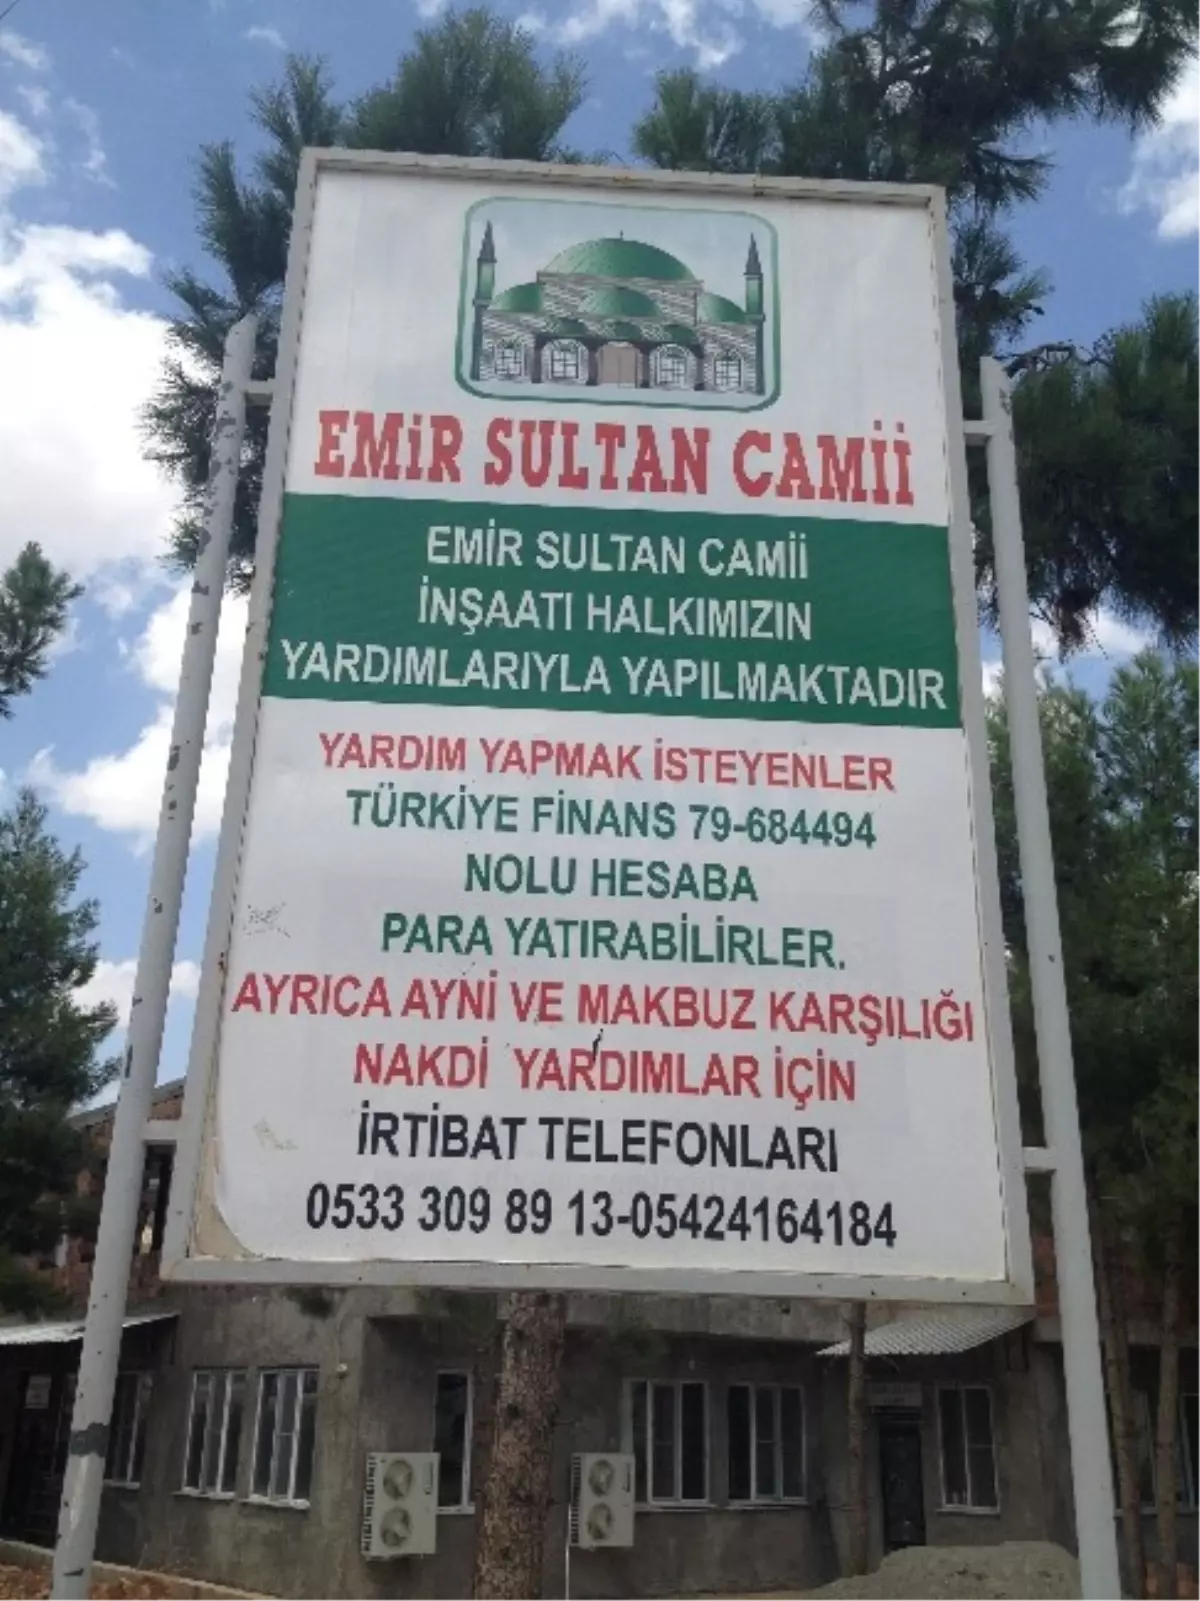 EMİR SULTAN CAMİİ
EMİR SULTAN CAMİİ
İNŞAATI HALKIMIZIN
YARDIMLARIYLA YAPILMAKTADIR
YARDIM YAPMAK İSTEYENLER
TÜRKİYE FİNANS 79-684494
NOLU HESABA
PARA YATIRABİLİRLER.
AYRICA AYNİ VE MAKBUZ KARŞILIĞI
NAKDİ YARDIMLAR İÇİN
İRTİBAT TELEFONLARI
0533 309 89 13-05424164184